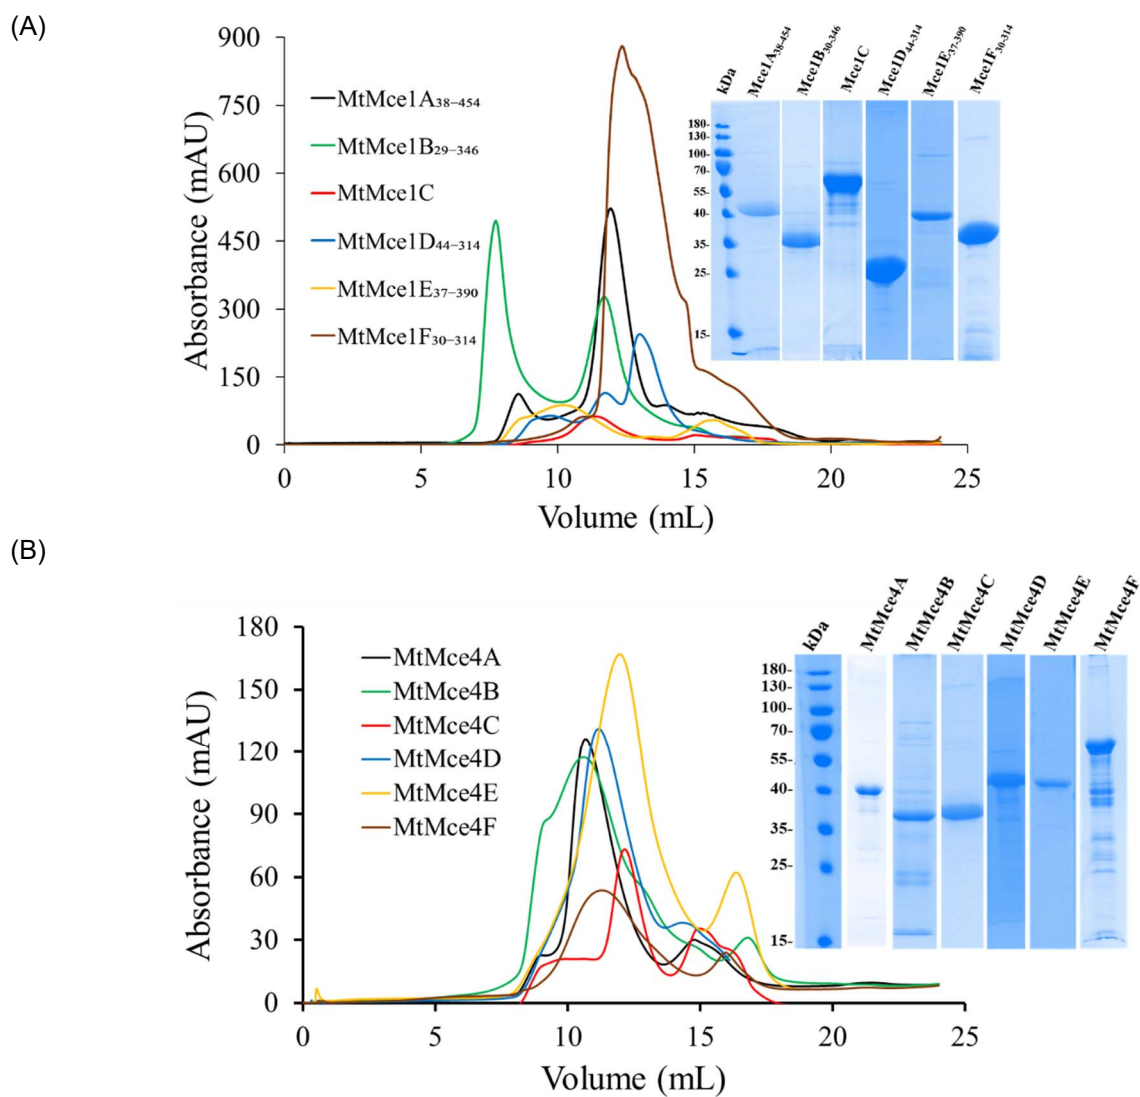 (A)
900
750
600
450
300
150
0
Absorbance (mAU)
MtMce1A38–454
MtMce1B29–346
MtMce1C
MtMce1D44–314
MtMce1E37–390
MtMce1F30–314
0 5 10 15 20 25
Volume (mL)
kDa Mce1A38-454 Mce1B30-346 Mce1C Mce1D44-314 Mce1E37-390 Mce1F30-314
180-
130-
100-
70-
55-
40-
35-
25-
15-
(B)
180
150
120
90
60
30
0
Absorbance (mAU)
MtMce4A
MtMce4B
MtMce4C
MtMce4D
MtMce4E
MtMce4F
0 5 10 15 20 25
Volume (mL)
kDa MtMce4A MtMce4B MtMce4C MtMce4D MtMce4E MtMce4F
180-
130-
100-
70-
55-
40-
35-
25-
15-